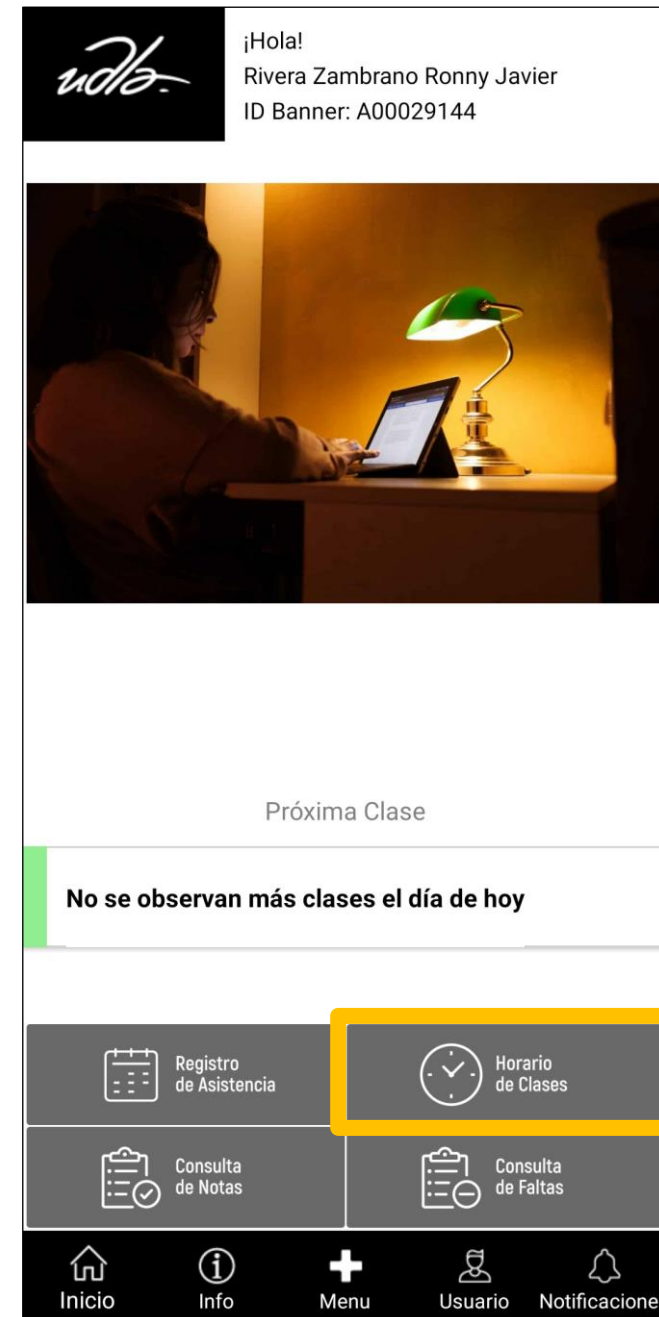 udla-
¡Hola!
Rivera Zambrano Ronny Javier
ID Banner: A00029144
Próxima Clase
No se observan más clases el día de hoy
Registro
de Asistencia
Horario
de Clases
Consulta
de Notas
Consulta
de Faltas
Inicio
Info
Menu
Usuario
Notificacione